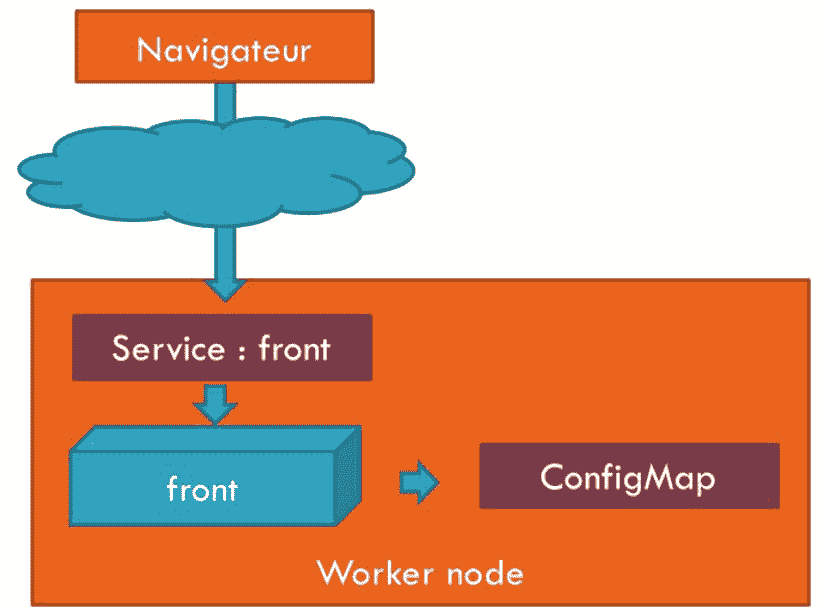 Navigateur
Service : front
front
ConfigMap
Worker node